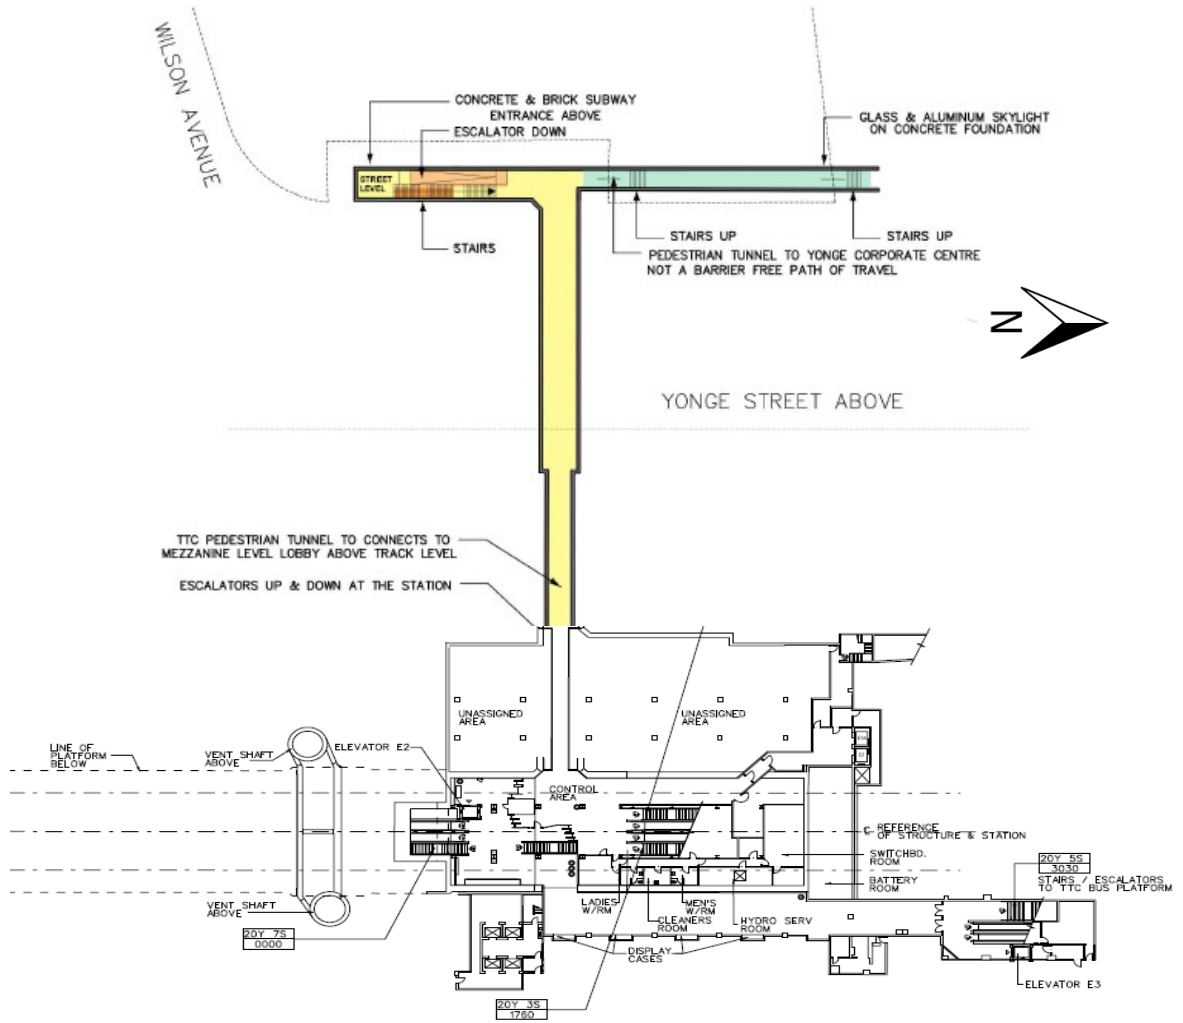 WILSON AVENUE
CONCRETE & BRICK SUBWAY
ENTRANCE ABOVE
ESCALATOR DOWN
GLASS & ALUMINUM SKYLIGHT
ON CONCRETE FOUNDATION
STREET
LEVEL
STAIRS
STAIRS UP
STAIRS UP
PEDESTRIAN TUNNEL TO YONGE CORPORATE CENTRE
NOT A BARRIER FREE PATH OF TRAVEL
N
YONGE STREET ABOVE
TTC PEDESTRIAN TUNNEL TO CONNECTS TO
MEZZANINE LEVEL LOBBY ABOVE TRACK LEVEL
ESCALATORS UP & DOWN AT THE STATION
UNASSIGNED
AREA
UNASSIGNED
AREA
LINE OF
PLATFORM
BELOW
VENT SHAFT
ABOVE
ELEVATOR E2
CONTROL
AREA
REFERENCE
OF STRUCTURE & STATION
SWITCHBD.
ROOM
BATTERY
ROOM
20Y 5S
3030
STAIRS / ESCALATORS
TO TTC BUS PLATFORM
VENT SHAFT
ABOVE
20Y 7S
0000
LADIES
W/RM
CLEANERS
ROOM
MEN'S
W/RM
HYDRO SERV
ROOM
DISPLAY
CASES
ELEVATOR E3
20Y 3S
1760